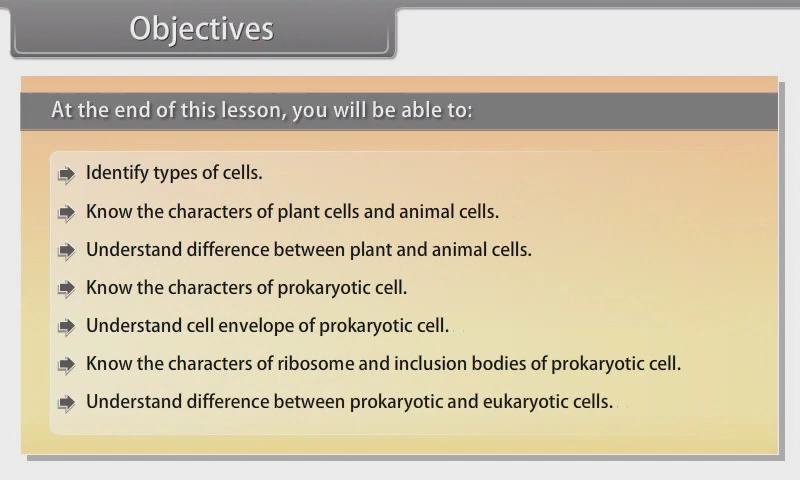 Objectives
At the end of this lesson, you will be able to:
Identify types of cells.
Know the characters of plant cells and animal cells.
Understand difference between plant and animal cells.
Know the characters of prokaryotic cell.
Understand cell envelope of prokaryotic cell.
Know the characters of ribosome and inclusion bodies of prokaryotic cell.
Understand difference between prokaryotic and eukaryotic cells.